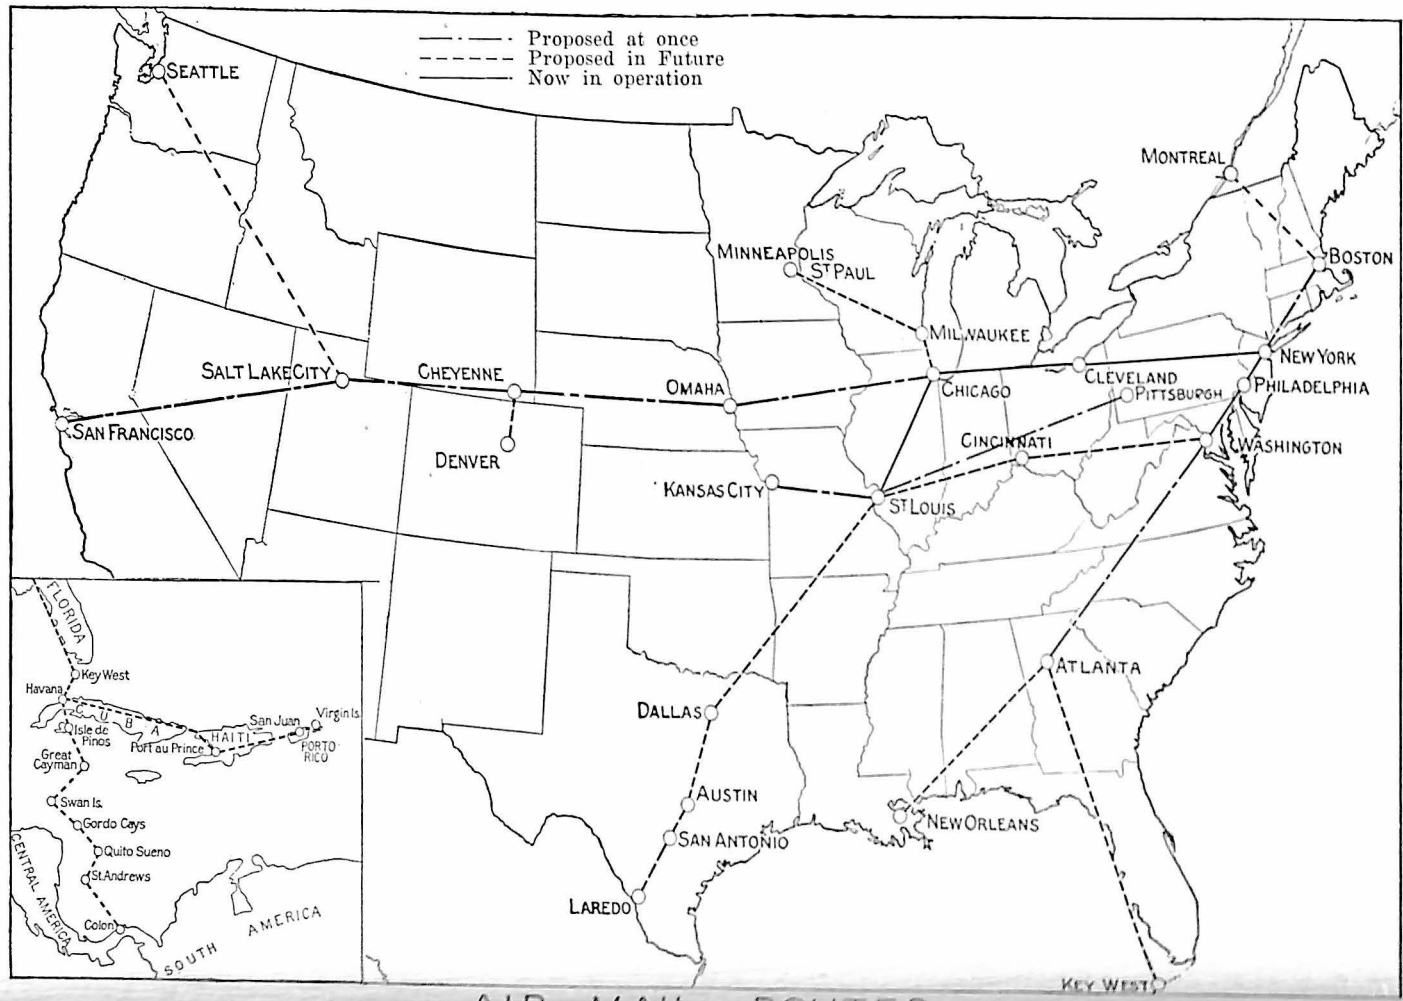 Proposed at once
Proposed in Future
Now in operation
SEATTLE
MONTREAL
MINNEAPOLIS
ST PAUL
BOSTON
MILWAUKEE
SALT LAKE CITY
CHEYENNE
OMAHA
CHICAGO
CLEVELAND
PITTSBURGH
NEW YORK
PHILADELPHIA
SAN FRANCISCO
DENVER
CINCINNATI
WASHINGTON
KANSAS CITY
ST LOUIS
ATLANTA
DALLAS
AUSTIN
SAN ANTONIO
NEW ORLEANS
LAREDO
KEY WEST
FLORIDA
Key West
Havana
CUBA
Isle de
Pinos
Port au Prince
HAITI
San Juan
Virgin Is.
PORTO
RICO
Great
Cayman
Swan Is.
Gordo Cays
Quito Sueno
St. Andrews
Colon
CENTRAL AMERICA
SOUTH AMERICA
AIR MAIL ROUTES